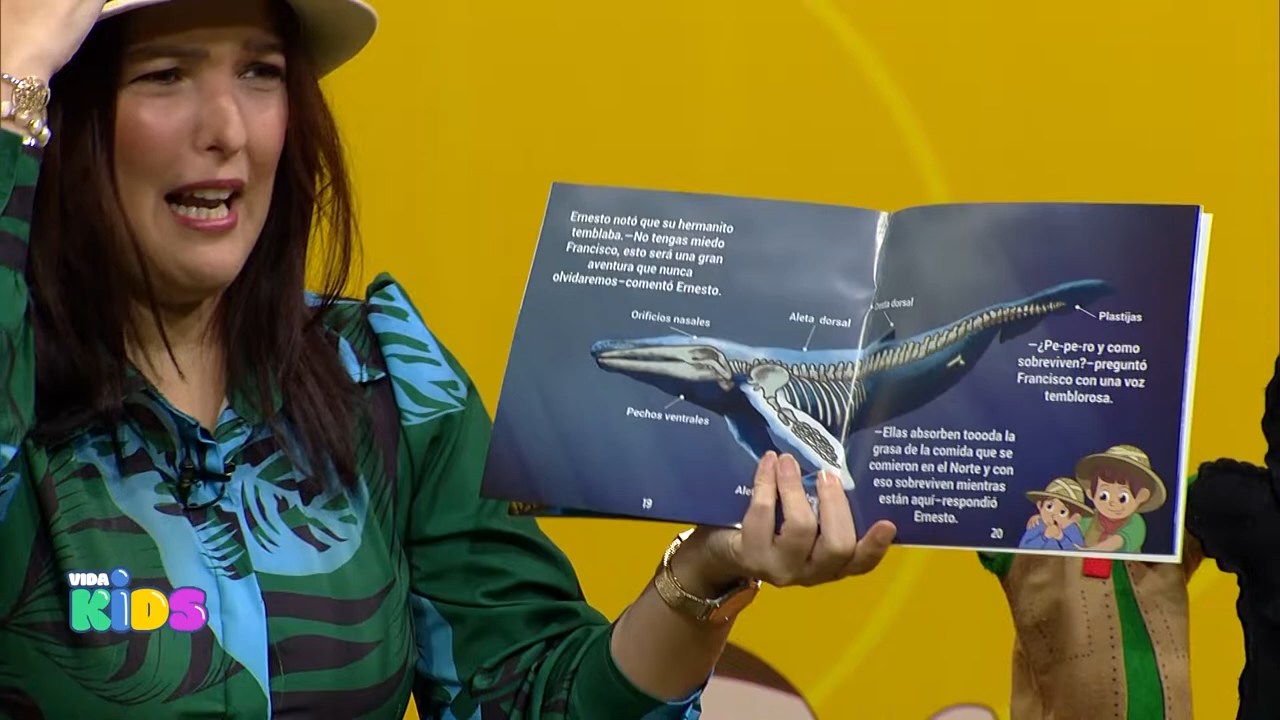 Ernesto notó que su hermanito
temblaba.—No tengas miedo
Francisco, esto será una gran
aventura que nunca
olvidaremos—comentó Ernesto.
Orificios nasales
Aleta dorsal
dorsal
Plastijas
Pechos ventrales
—¿Pe-pe-ro y como
sobreviven?—preguntó
Francisco con una voz
temblorosa.
—Ellas absorben toooda la
grasa de la comida que se
comieron en el Norte y con
eso sobreviven mientras
están aquí—respondió
Ernesto.
19
20
VIDA
KiDS